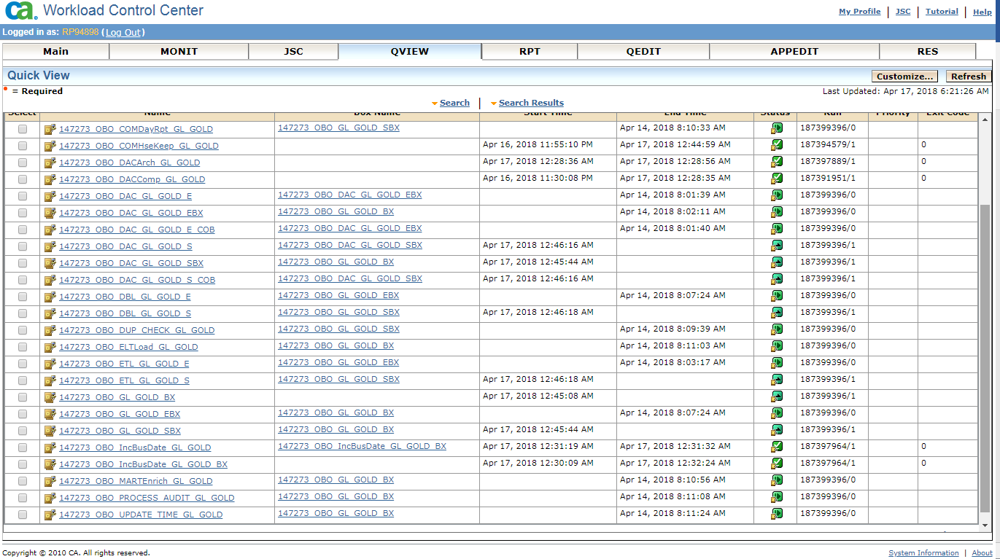 ca Workload Control Center
My Profile | JSC | Tutorial | Help
Logged in as: RP94898 (Log Out)
Main MONIT JSC QVIEW RPT QEDIT APPEDIT RES
Quick View Customize... Refresh
= Required Last Updated: Apr 17, 2018 6:21:26 AM
Search | Search Results
Select Name Box Name Start Time End Time Status Run Priority Exit Code
147273_OBO_COMDayRpt_GL_GOLD 147273_OBO_GL_GOLD_SBX Apr 14, 2018 8:10:33 AM 187399396/0
147273_OBO_COMHseKeep_GL_GOLD Apr 16, 2018 11:55:10 PM Apr 17, 2018 12:44:59 AM 187394579/1 0
147273_OBO_DACArch_GL_GOLD Apr 17, 2018 12:28:36 AM Apr 17, 2018 12:28:56 AM 187397889/1 0
147273_OBO_DACComp_GL_GOLD Apr 16, 2018 11:30:08 PM Apr 17, 2018 12:28:35 AM 187391951/1 0
147273_OBO_DAC_GL_GOLD_E 147273_OBO_DAC_GL_GOLD_EBX Apr 14, 2018 8:01:39 AM 187399396/0
147273_OBO_DAC_GL_GOLD_EBX 147273_OBO_GL_GOLD_BX Apr 14, 2018 8:02:11 AM 187399396/0
147273_OBO_DAC_GL_GOLD_E_COB 147273_OBO_DAC_GL_GOLD_EBX Apr 14, 2018 8:01:40 AM 187399396/0
147273_OBO_DAC_GL_GOLD_S 147273_OBO_DAC_GL_GOLD_SBX Apr 17, 2018 12:46:16 AM 187399396/1
147273_OBO_DAC_GL_GOLD_SBX 147273_OBO_GL_GOLD_BX Apr 17, 2018 12:45:44 AM 187399396/1
147273_OBO_DAC_GL_GOLD_S_COB 147273_OBO_DAC_GL_GOLD_SBX Apr 17, 2018 12:46:16 AM 187399396/1
147273_OBO_DBL_GL_GOLD_E 147273_OBO_GL_GOLD_EBX Apr 14, 2018 8:07:24 AM 187399396/0
147273_OBO_DBL_GL_GOLD_S 147273_OBO_GL_GOLD_SBX Apr 17, 2018 12:46:18 AM 187399396/1
147273_OBO_DUP_CHECK_GL_GOLD 147273_OBO_GL_GOLD_SBX Apr 14, 2018 8:09:39 AM 187399396/0
147273_OBO_ELTLoad_GL_GOLD 147273_OBO_GL_GOLD_BX Apr 14, 2018 8:11:03 AM 187399396/0
147273_OBO_ETL_GL_GOLD_E 147273_OBO_GL_GOLD_EBX Apr 14, 2018 8:03:17 AM 187399396/0
147273_OBO_ETL_GL_GOLD_S 147273_OBO_GL_GOLD_SBX Apr 17, 2018 12:46:18 AM 187399396/1
147273_OBO_GL_GOLD_BX Apr 17, 2018 12:45:08 AM 187399396/1
147273_OBO_GL_GOLD_EBX 147273_OBO_GL_GOLD_BX Apr 14, 2018 8:07:24 AM 187399396/0
147273_OBO_GL_GOLD_SBX 147273_OBO_GL_GOLD_BX Apr 17, 2018 12:45:44 AM 187399396/1
147273_OBO_IncBusDate_GL_GOLD 147273_OBO_IncBusDate_GL_GOLD_BX Apr 17, 2018 12:31:19 AM Apr 17, 2018 12:31:32 AM 187397964/1 0
147273_OBO_IncBusDate_GL_GOLD_BX Apr 17, 2018 12:30:09 AM Apr 17, 2018 12:32:24 AM 187397964/1 0
147273_OBO_MARTEnrich_GL_GOLD 147273_OBO_GL_GOLD_BX Apr 14, 2018 8:10:56 AM 187399396/0
147273_OBO_PROCESS_AUDIT_GL_GOLD 147273_OBO_GL_GOLD_BX Apr 14, 2018 8:11:08 AM 187399396/0
147273_OBO_UPDATE_TIME_GL_GOLD 147273_OBO_GL_GOLD_BX Apr 14, 2018 8:11:24 AM 187399396/0
Copyright © 2010 CA. All rights reserved. System Information | About